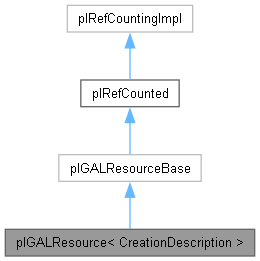 plRefCountingImpl
plRefCounted
plGALResourceBase
plGALResource< CreationDescription >